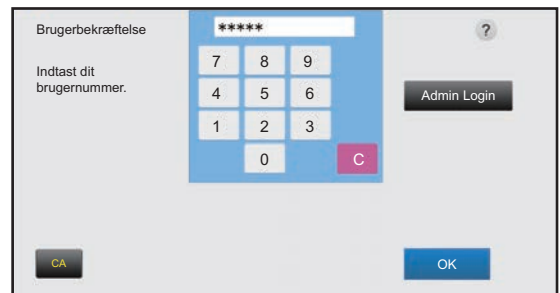 Brugerbekræftelse
*****
?
Indtast dit
brugernummer.
7 8 9
4 5 6
1 2 3
0 C
Admin Login
CA
OK